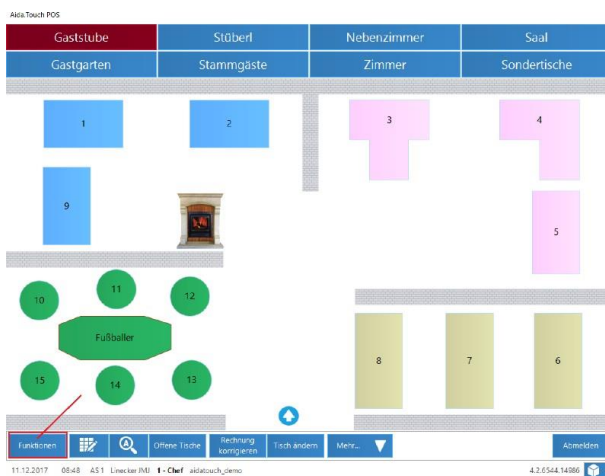 Aida.Touch POS
Gaststube
Stüberl
Nebenzimmer
Saal
Gastgarten
Stammgäste
Zimmer
Sondertische
1
2
3
4
9
5
10
11
12
Fußballer
15
14
13
8
7
6
Funktionen
Offene Tische
Rechnung
korrigieren
Tisch ändern
Mehr...
Abmelden
11.12.2017 08:48 AS1 Linecker JMJ 1 - Chef aidatouch_demo
4.2.6544.14986